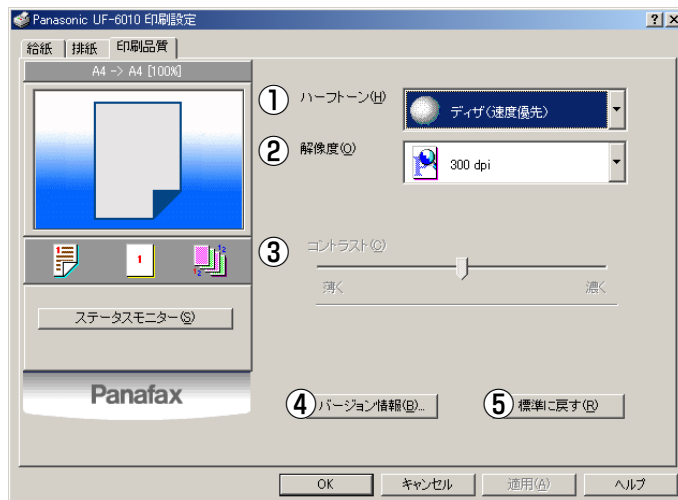 Panasonic UF-6010 印刷設定
給紙 排紙 印刷品質
A4 -> A4 [100%]
① ハーフトーン(H) ディザ(速度優先)
② 解像度(O) 300 dpi
③ コントラスト(C)
薄く 濃く
ステータスモニター(S)
Panafax
④ バージョン情報(B)... ⑤ 標準に戻す(R)
OK キャンセル 適用(A) ヘルプ